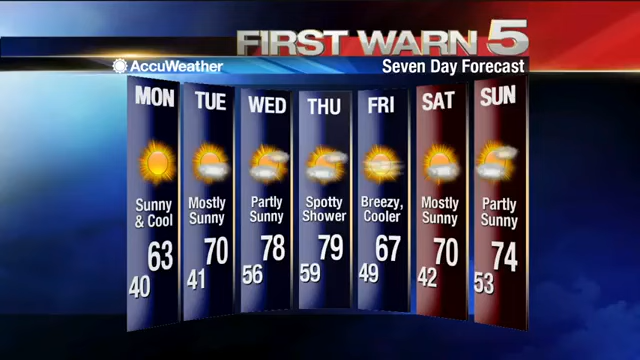 FIRST WARN 5
AccuWeather
Seven Day Forecast
MON
TUE
WED
THU
FRI
SAT
SUN
Sunny
& Cool
Mostly
Sunny
Partly
Sunny
Spotty
Shower
Breezy,
Cooler
Mostly
Sunny
Partly
Sunny
63
40
70
41
78
56
79
59
67
49
70
42
74
53